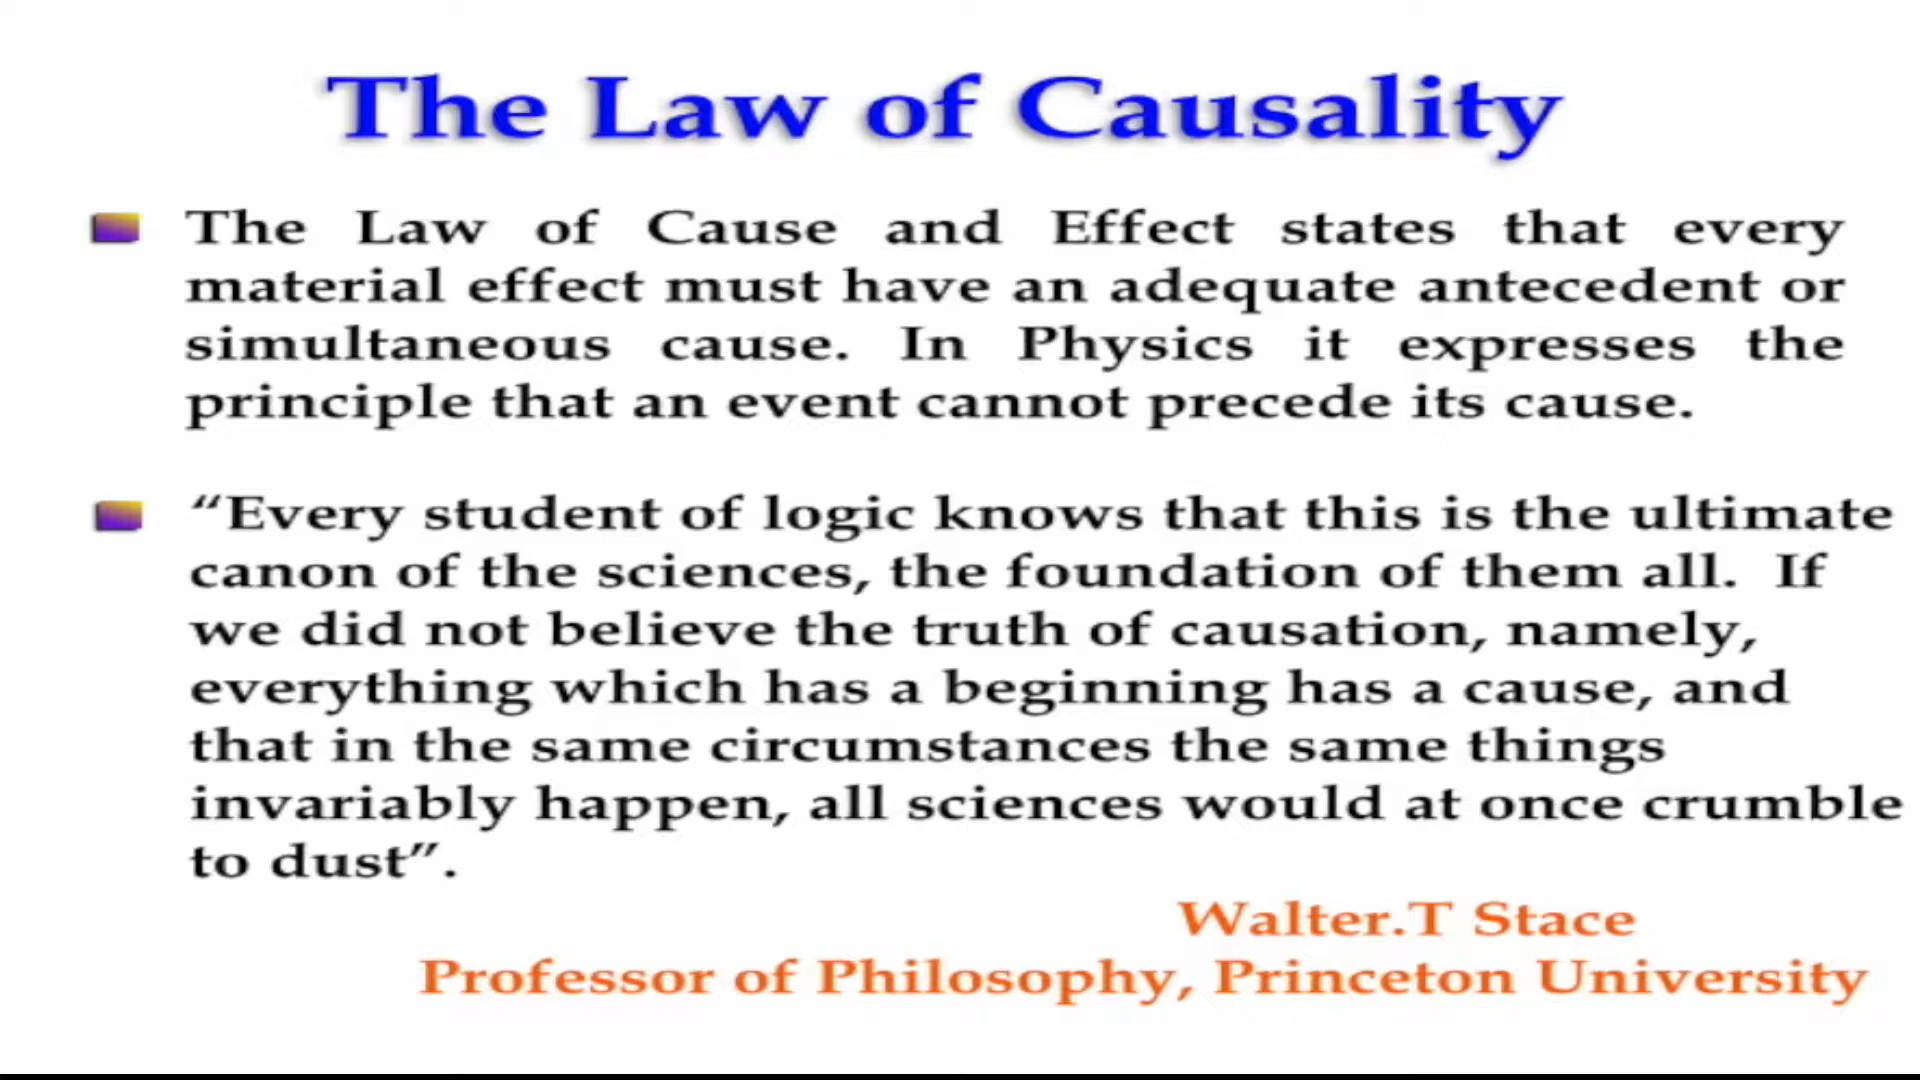 The Law of Causality
The Law of Cause and Effect states that every
material effect must have an adequate antecedent or
simultaneous cause. In Physics it expresses the
principle that an event cannot precede its cause.
“Every student of logic knows that this is the ultimate
canon of the sciences, the foundation of them all. If
we did not believe the truth of causation, namely,
everything which has a beginning has a cause, and
that in the same circumstances the same things
invariably happen, all sciences would at once crumble
to dust”.
Walter.T Stace
Professor of Philosophy, Princeton University